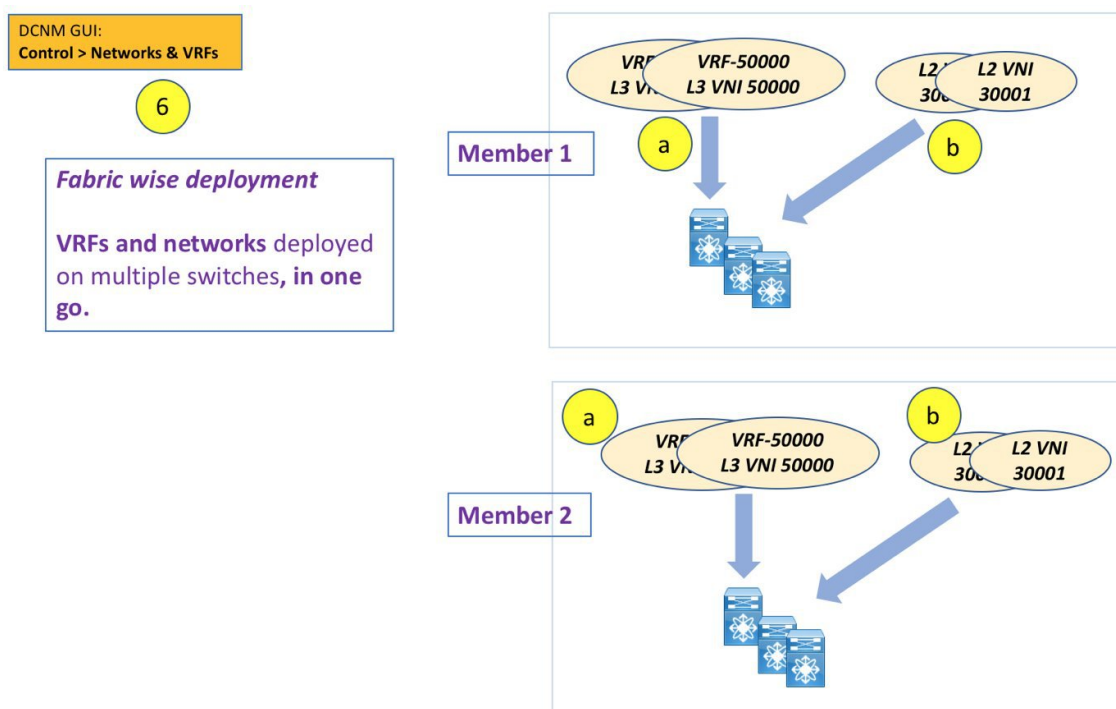 DCNM GUI:
Control > Networks & VRFs
6
Fabric wise deployment
VRFs and networks deployed
on multiple switches, in one
go.
Member 1
VRF-50000
L3 VNI 50000
L2 VNI
30001
a
b
Member 2
a
b
VRF-50000
L3 VNI 50000
L2 VNI
30001